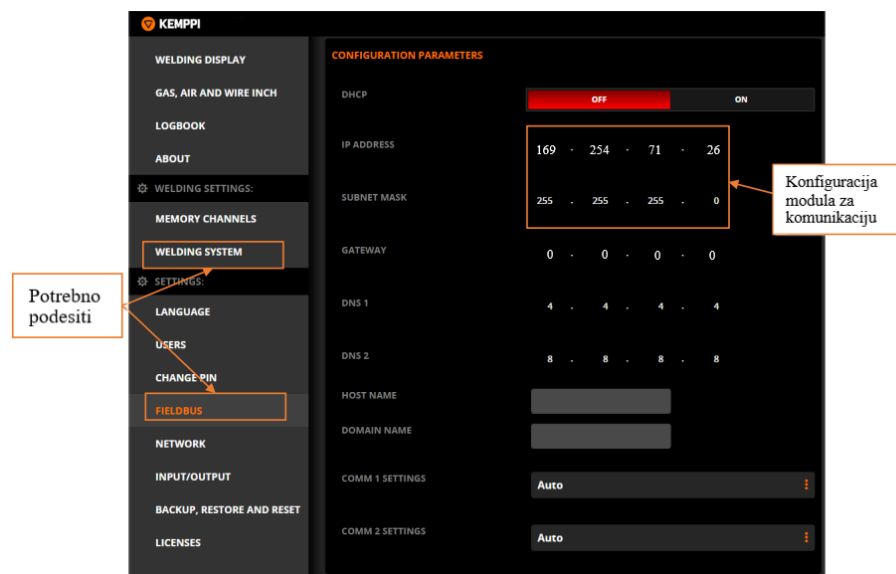 KEMPPI
WELDING DISPLAY
GAS, AIR AND WIRE INCH
LOGBOOK
ABOUT
WELDING SETTINGS:
MEMORY CHANNELS
WELDING SYSTEM
SETTINGS:
LANGUAGE
USERS
CHANGE PIN
FIELDBUS
NETWORK
INPUT/OUTPUT
BACKUP, RESTORE AND RESET
LICENSES
Potrebno
podesiti
CONFIGURATION PARAMETERS
DHCP OFF ON
IP ADDRESS 169 . 254 . 71 . 26
SUBNET MASK 255 . 255 . 255 . 0
GATEWAY 0 . 0 . 0 . 0
DNS 1 4 . 4 . 4 . 4
DNS 2 8 . 8 . 8 . 8
HOST NAME
DOMAIN NAME
COMM 1 SETTINGS Auto
COMM 2 SETTINGS Auto
Konfiguracija
modula za
komunikaciju